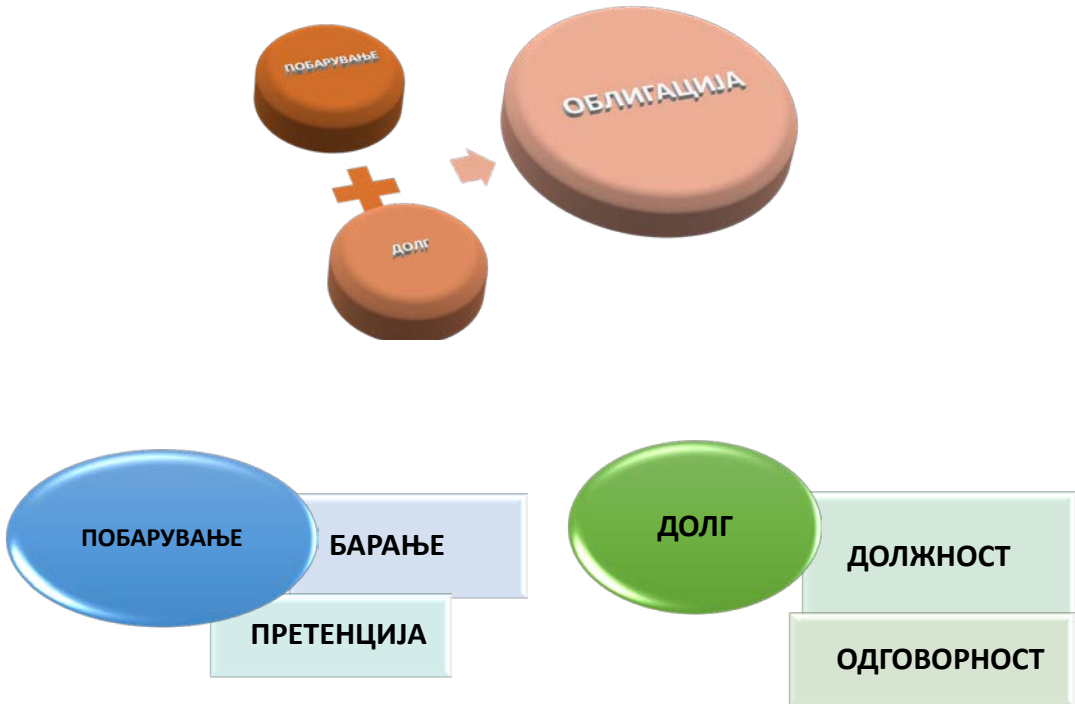 ПОБАРУВАЊЕ
ОБЛИГАЦИЈА
ДОЛГ
ПОБАРУВАЊЕ
БАРАЊЕ
ПРЕТЕНЦИЈА
ДОЛГ
ДОЛЖНОСТ
ОДГОВОРНОСТ